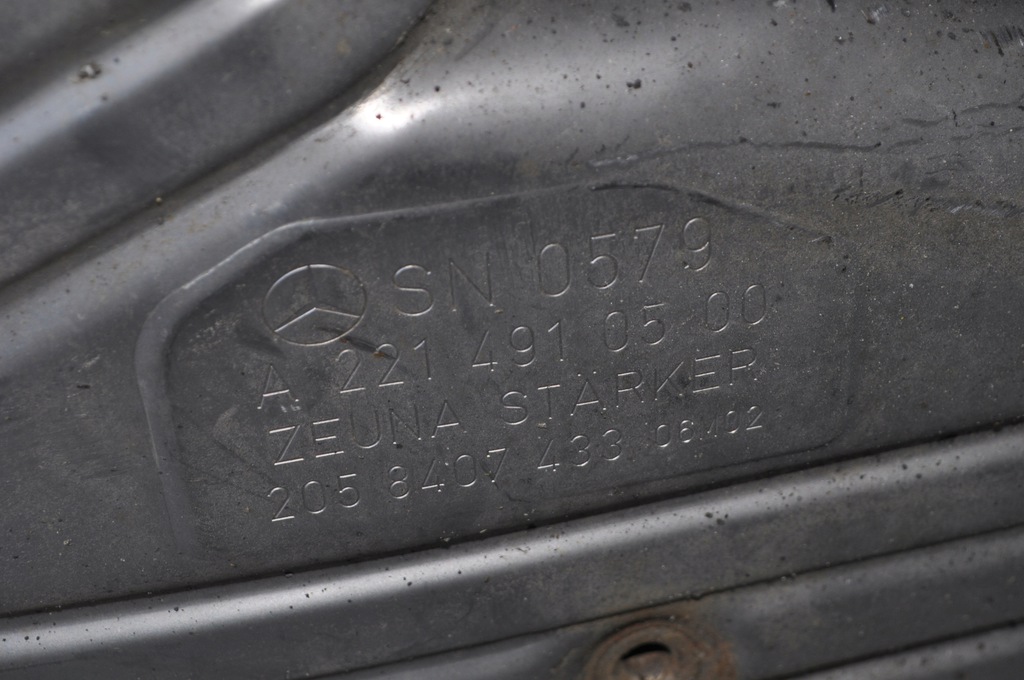 SN 0579
A 221 491 05 00
ZEUNA STÄRKER
205 8407 433 06M02